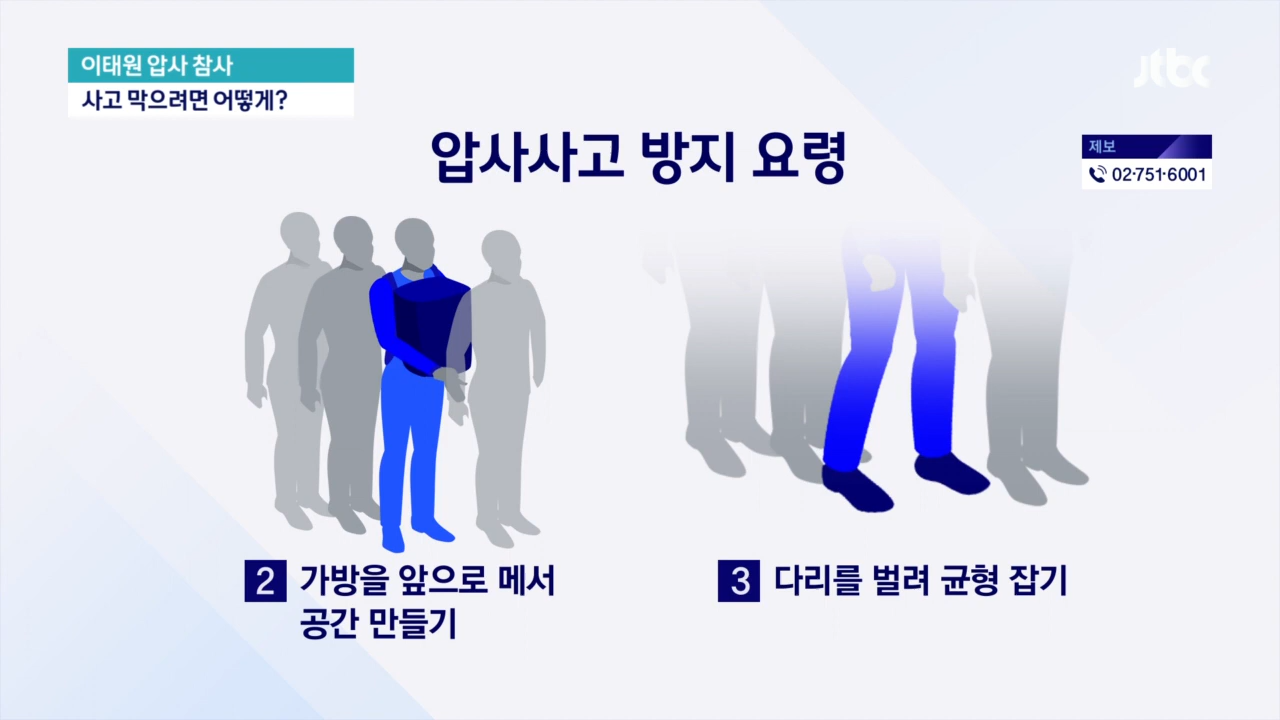 이태원 압사 참사
사고 막으려면 어떻게?
jtbc
압사사고 방지 요령
제보
02·751·6001
2 가방을 앞으로 메서
공간 만들기
3 다리를 벌려 균형 잡기